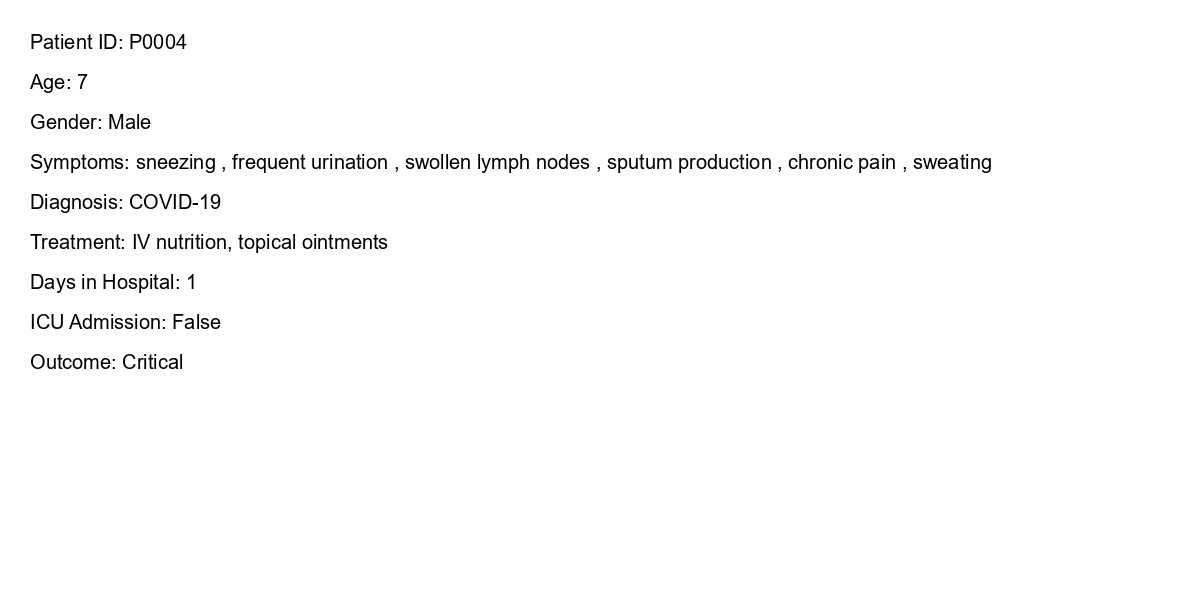 Patient ID: P0004
Age: 7
Gender: Male
Symptoms: sneezing , frequent urination , swollen lymph nodes , sputum production , chronic pain , sweating
Diagnosis: COVID-19
Treatment: IV nutrition, topical ointments
Days in Hospital: 1
ICU Admission: False
Outcome: Critical